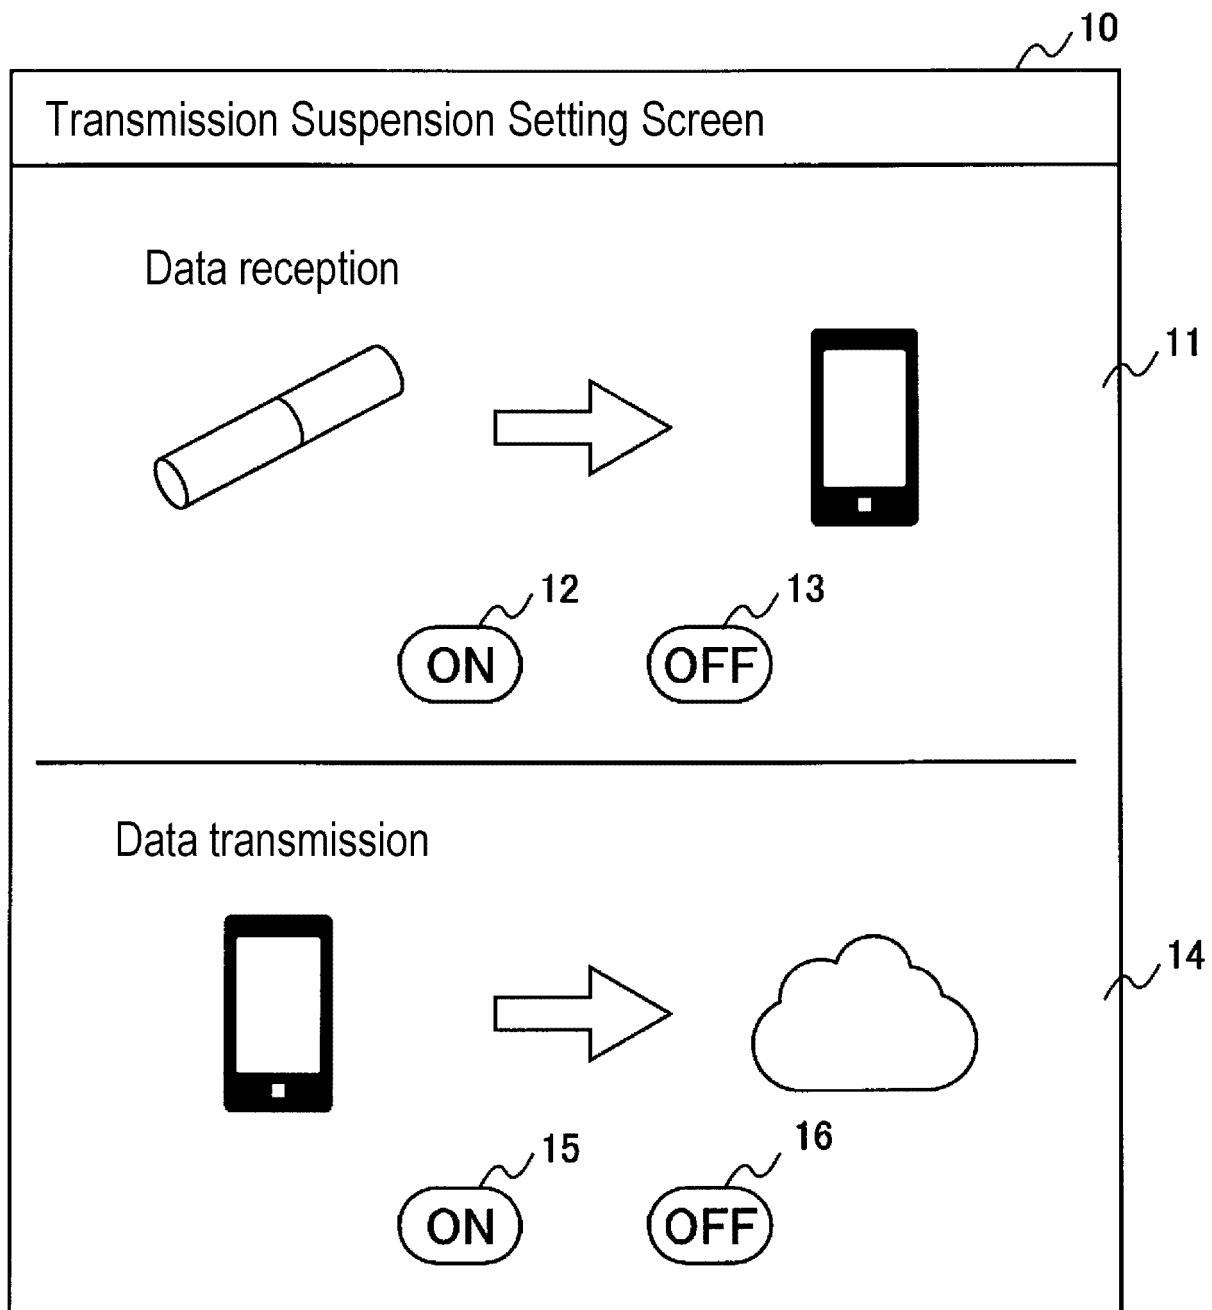 10
Transmission Suspension Setting Screen
Data reception
11
12
13
ON
OFF
Data transmission
14
15
16
ON
OFF